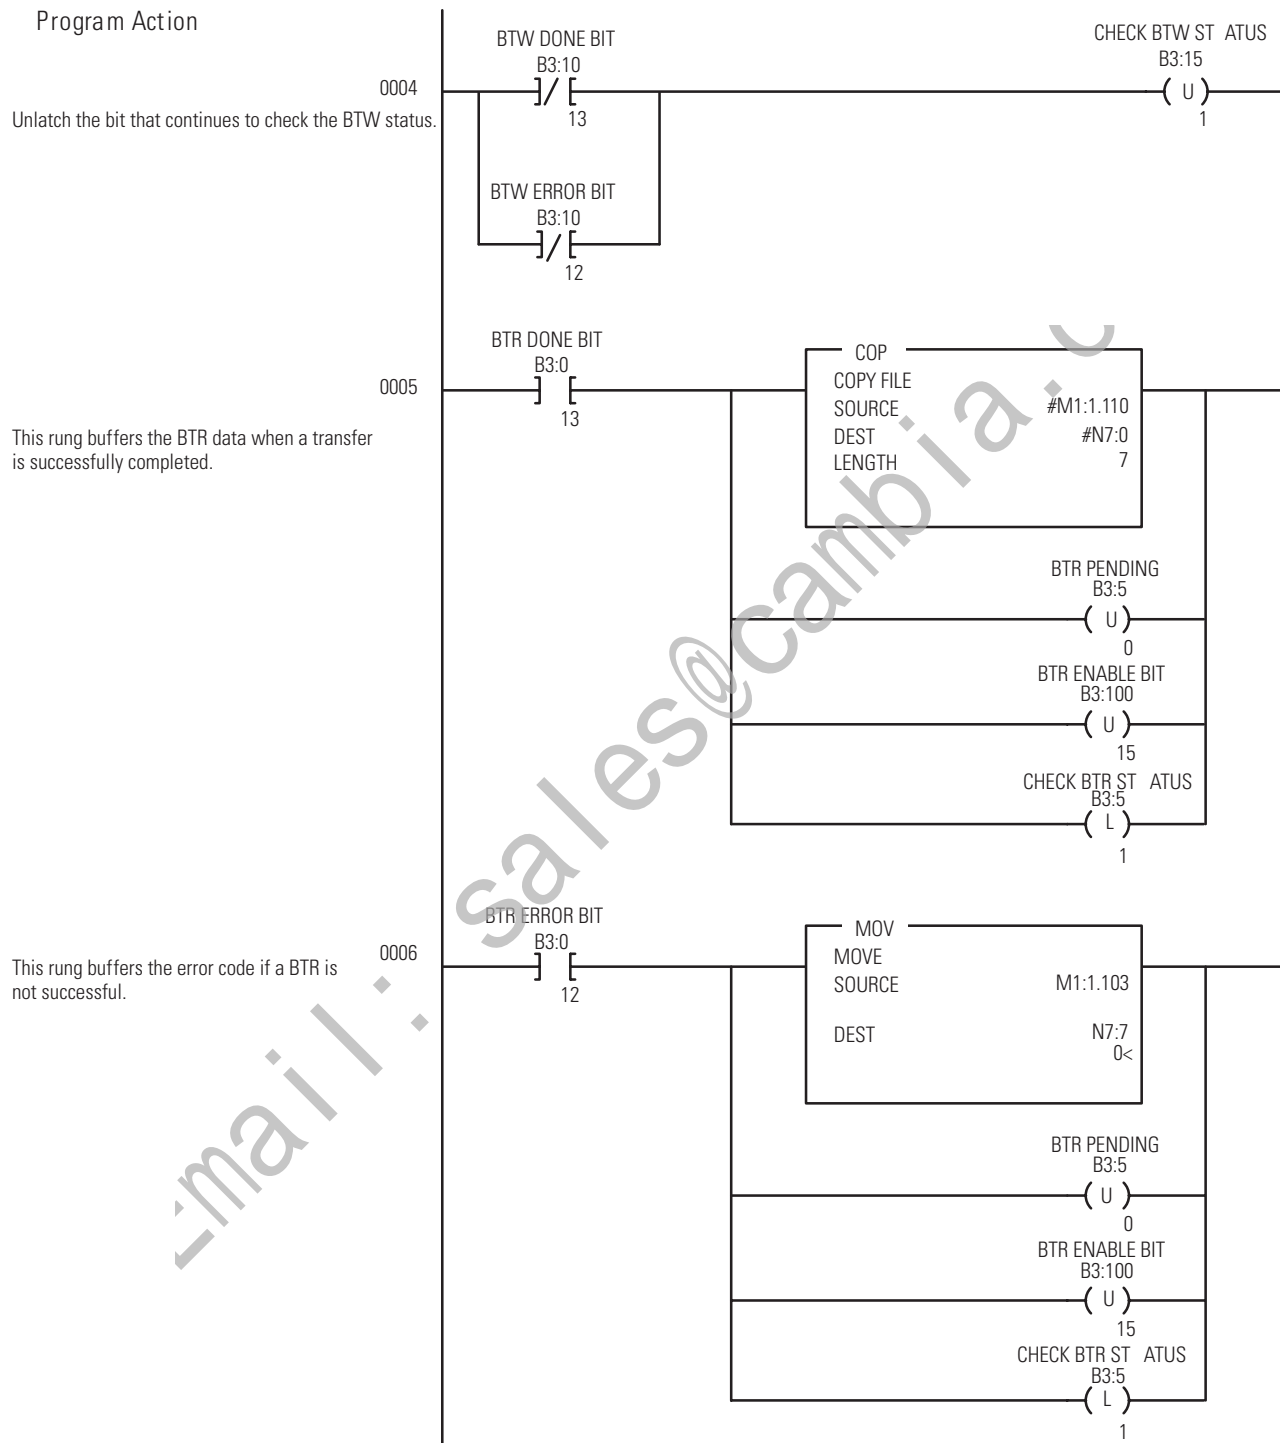 Program Action
BTW DONE BIT
B3:10
13
CHECK BTW ST ATUS
B3:15
U
1
0004
Unlatch the bit that continues to check the BTW status.
BTW ERROR BIT
B3:10
12
BTR DONE BIT
B3:0
13
0005
This rung buffers the BTR data when a transfer
is successfully completed.
COP
COPY FILE
SOURCE #M1:1.110
DEST #N7:0
LENGTH 7
BTR PENDING
B3:5
U
0
BTR ENABLE BIT
B3:100
U
15
CHECK BTR ST ATUS
B3:5
L
1
BTR ERROR BIT
B3:0
12
0006
This rung buffers the error code if a BTR is
not successful.
MOV
MOVE
SOURCE M1:1.103
DEST N7:7
0<
BTR PENDING
B3:5
U
0
BTR ENABLE BIT
B3:100
U
15
CHECK BTR ST ATUS
B3:5
L
1
sales@cambia.